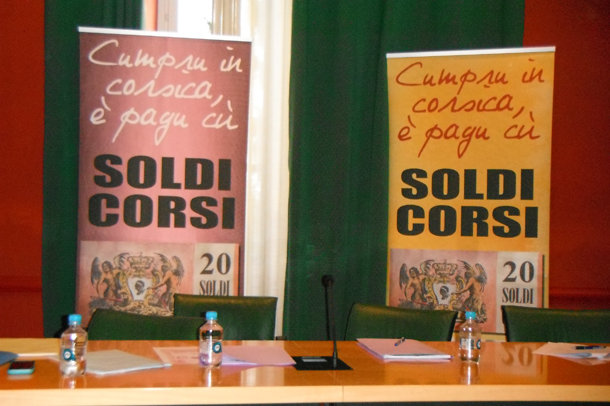 Cumpru in
corsica,
è pagu cù
SOLDI
CORSI
20
SOLDI
Cumpru in
corsica,
è pagu cù
SOLDI
CORSI
20
SOLDI